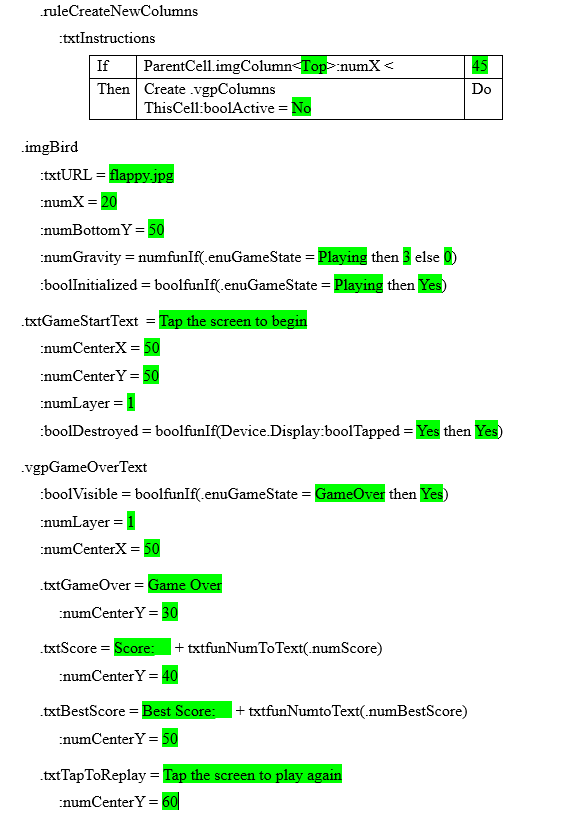 .ruleCreateNewColumns
:txtInstructions
If ParentCell.imgColumn<Top>:numX < 45
Then Create .vgpColumns Do
ThisCell:boolActive = No
.imgBird
:txtURL = flappy.jpg
:numX = 20
:numBottomY = 50
:numGravity = numfunIf(.enuGameState = Playing then 3 else 0)
:boolInitialized = boolfunIf(.enuGameState = Playing then Yes)
.txtGameStartText = Tap the screen to begin
:numCenterX = 50
:numCenterY = 50
:numLayer = 1
:boolDestroyed = boolfunIf(Device.Display:boolTapped = Yes then Yes)
.vgpGameOverText
:boolVisible = boolfunIf(.enuGameState = GameOver then Yes)
:numLayer = 1
:numCenterX = 50
.txtGameOver = Game Over
:numCenterY = 30
.txtScore = Score: + txtfunNumToText(.numScore)
:numCenterY = 40
.txtBestScore = Best Score: + txtfunNumtoText(.numBestScore)
:numCenterY = 50
.txtTapToReplay = Tap the screen to play again
:numCenterY = 60